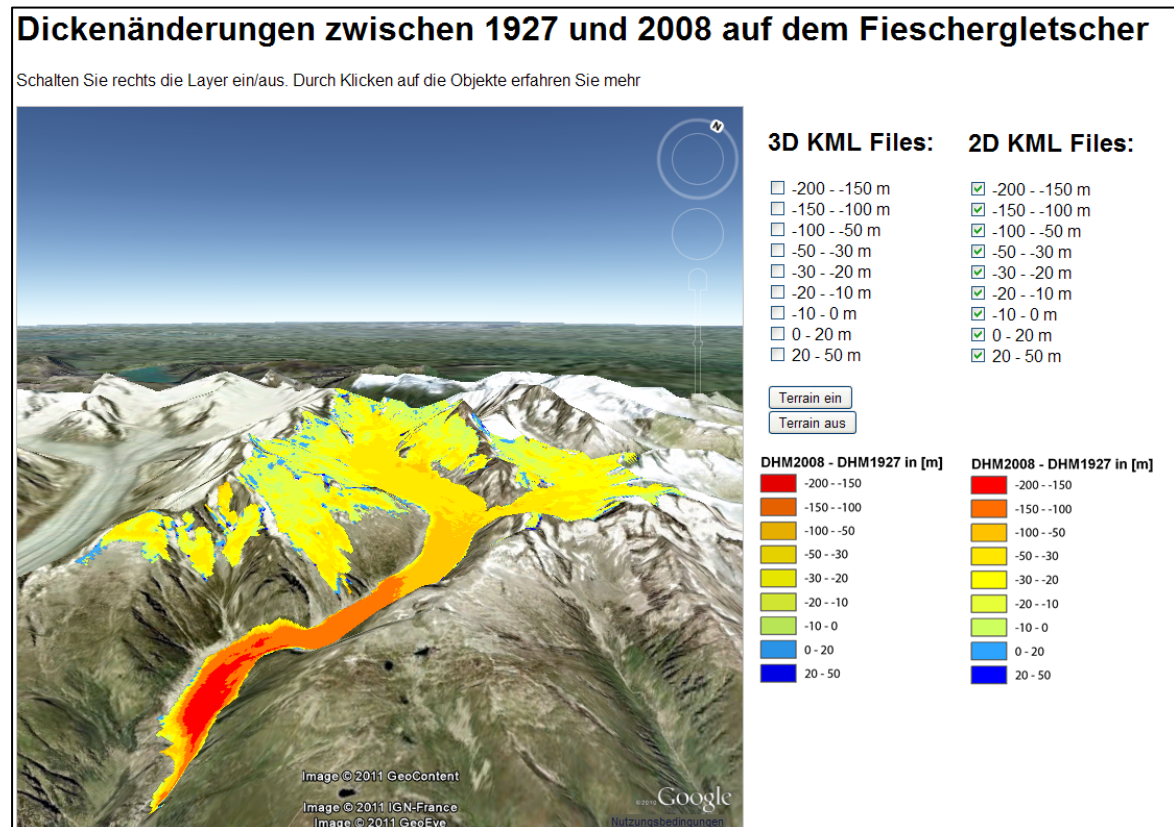 Dickenänderungen zwischen 1927 und 2008 auf dem Fieschergletscher
Schalten Sie rechts die Layer ein/aus. Durch Klicken auf die Objekte erfahren Sie mehr
N
Image © 2011 GeoContent
Image © 2011 IGN-France
Image © 2011 GeoEye
©2010 Google
Nutzungsbedingungen
3D KML Files:
-200 - -150 m
-150 - -100 m
-100 - -50 m
-50 - -30 m
-30 - -20 m
-20 - -10 m
-10 - 0 m
0 - 20 m
20 - 50 m
2D KML Files:
-200 - -150 m
-150 - -100 m
-100 - -50 m
-50 - -30 m
-30 - -20 m
-20 - -10 m
-10 - 0 m
0 - 20 m
20 - 50 m
Terrain ein
Terrain aus
DHM2008 - DHM1927 in [m]
-200 - -150
-150 - -100
-100 - -50
-50 - -30
-30 - -20
-20 - -10
-10 - 0
0 - 20
20 - 50
DHM2008 - DHM1927 in [m]
-200 - -150
-150 - -100
-100 - -50
-50 - -30
-30 - -20
-20 - -10
-10 - 0
0 - 20
20 - 50